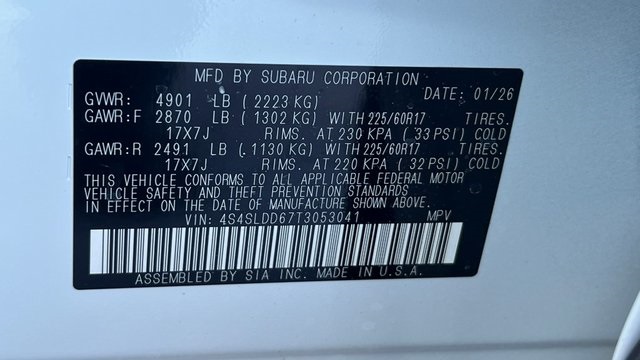 MFD BY SUBARU CORPORATION
GVWR: 4901 LB (2223 KG) DATE: 01/26
GAWR:F 2870 LB (1302 KG) WITH 225/60R17 TIRES.
17X7J RIMS. AT 230 KPA (33 PSI) COLD
GAWR:R 2491 LB (1130 KG) WITH 225/60R17 TIRES.
17X7J RIMS. AT 220 KPA (32 PSI) COLD
THIS VEHICLE CONFORMS TO ALL APPLICABLE FEDERAL MOTOR
VEHICLE SAFETY AND THEFT PREVENTION STANDARDS
IN EFFECT ON THE DATE OF MANUFACTURE SHOWN ABOVE.
VIN: 4S4SLDD67T3053041 MPV
ASSEMBLED BY SIA INC. MADE IN U.S.A.